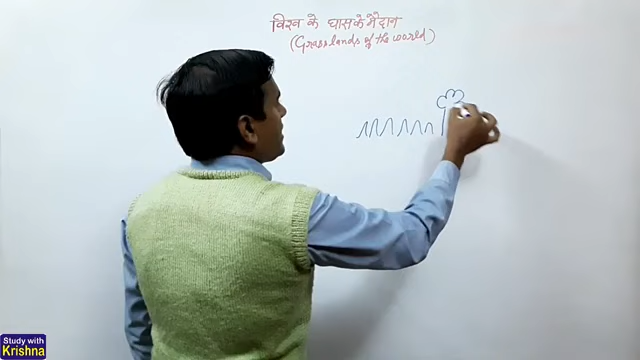 विश्व के घास के मैदान
(Grasslands of the world)
Study with
Krishna